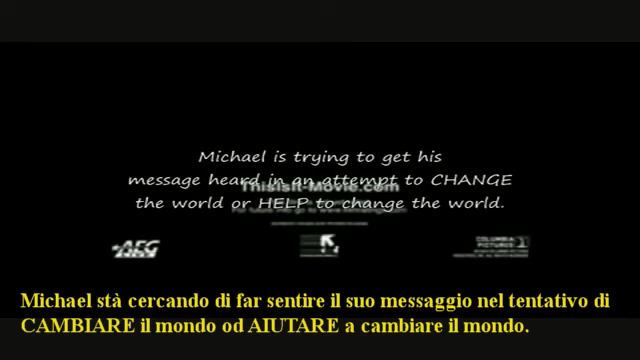 Michael is trying to get his
message heard in an attempt to CHANGE
ThisIsIt-Movie.com
the world or HELP to change the world.
AEG
COLUMBIA
PICTURES
Michael stà cercando di far sentire il suo messaggio nel tentativo di
CAMBIARE il mondo od AIUTARE a cambiare il mondo.